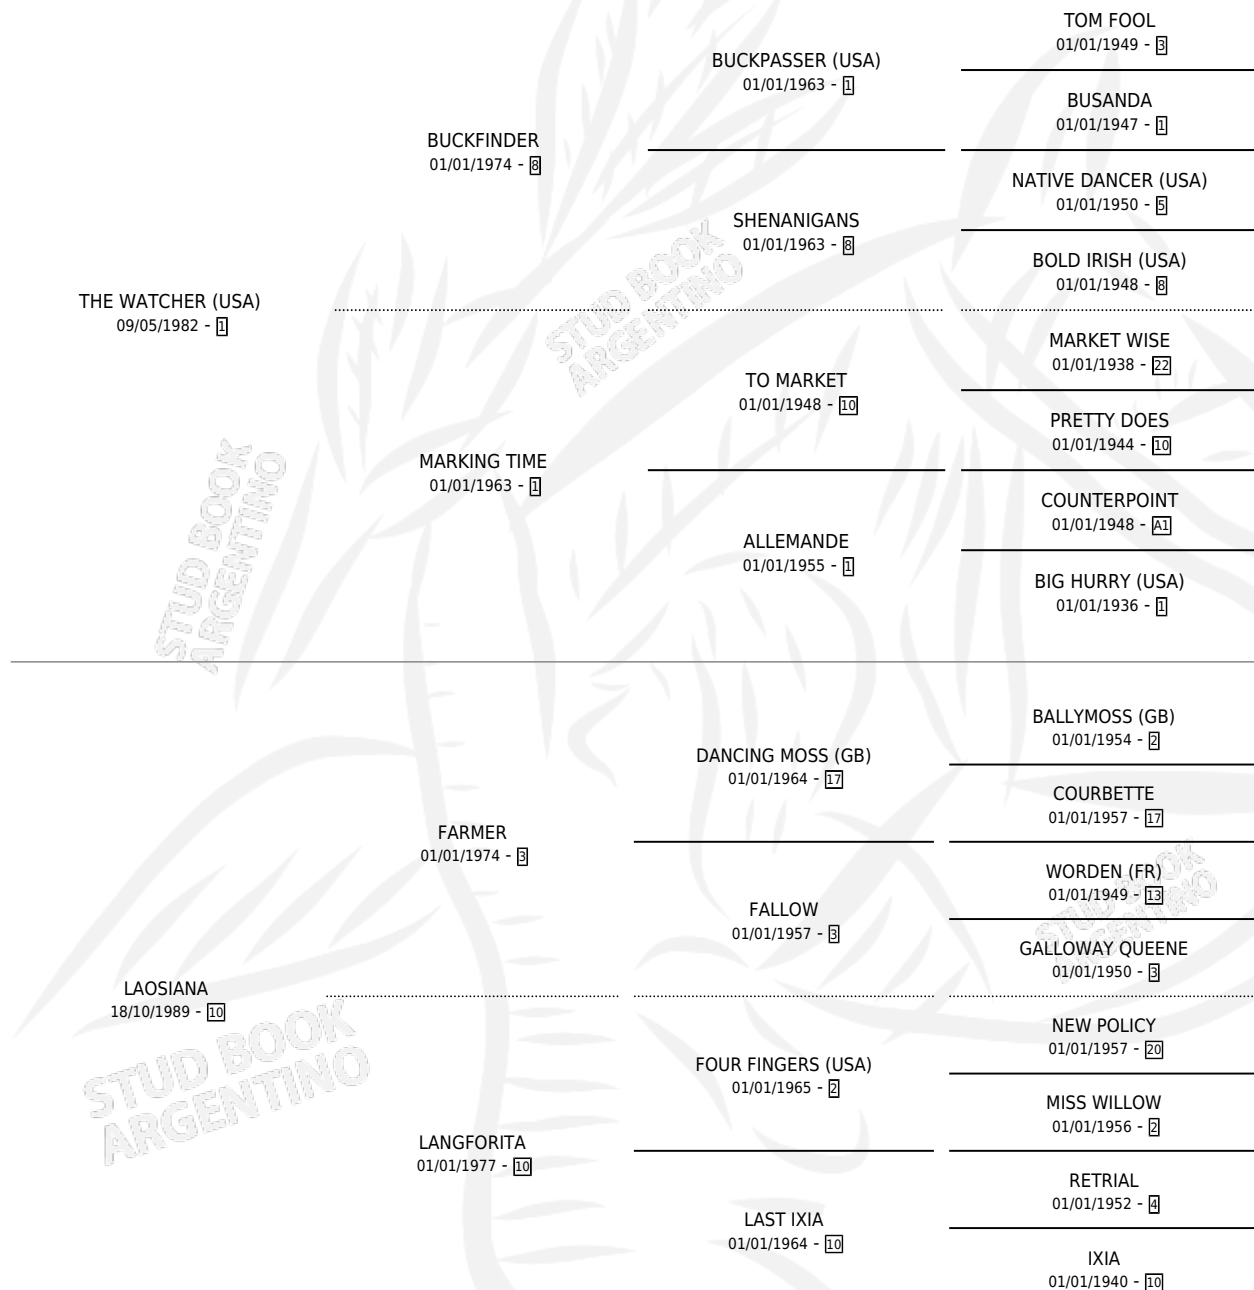 TOM FOOL
01/01/1949 - 3
BUCKPASSER (USA)
01/01/1963 - 1
BUSANDA
01/01/1947 - 1
BUCKFINDER
01/01/1974 - 8
NATIVE DANCER (USA)
01/01/1950 - 5
SHENANIGANS
01/01/1963 - 8
BOLD IRISH (USA)
01/01/1948 - 8
THE WATCHER (USA)
09/05/1982 - 1
MARKET WISE
01/01/1938 - 22
TO MARKET
01/01/1948 - 10
PRETTY DOES
01/01/1944 - 10
MARKING TIME
01/01/1963 - 1
COUNTERPOINT
01/01/1948 - A1
ALLEMANDE
01/01/1955 - 1
BIG HURRY (USA)
01/01/1936 - 1
BALLYMOSS (GB)
01/01/1954 - 2
DANCING MOSS (GB)
01/01/1964 - 17
COURBETTE
01/01/1957 - 17
FARMER
01/01/1974 - 3
WORDEN (FR)
01/01/1949 - 13
FALLOW
01/01/1957 - 3
GALLOWAY QUEENE
01/01/1950 - 3
LAOSIANA
18/10/1989 - 10
NEW POLICY
01/01/1957 - 20
FOUR FINGERS (USA)
01/01/1965 - 2
MISS WILLOW
01/01/1956 - 2
LANGFORITA
01/01/1977 - 10
RETRIAL
01/01/1952 - 4
LAST IXIA
01/01/1964 - 10
IXIA
01/01/1940 - 10
STUD BOOK
ARGENTINO
STUD BOOK
ARGENTINO
STUD BOOK
ARGENTINO
STUD BOOK
ARGENTINO